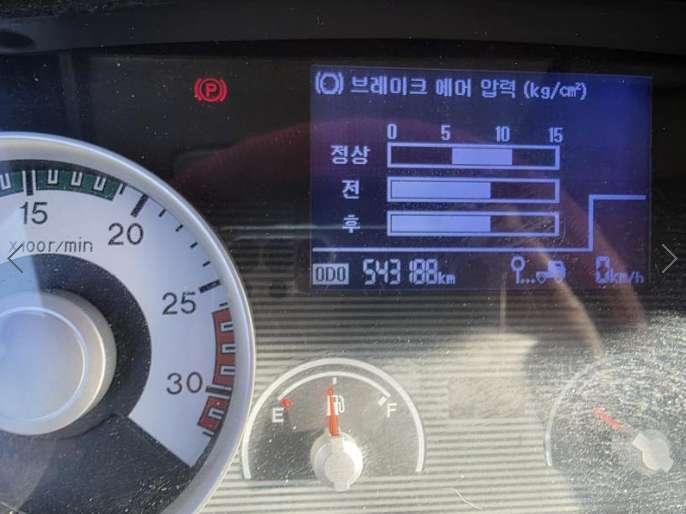 (P)
브레이크 에어 압력 (kg/cm²)
0 5 10 15
정상
전
후
ODO 543188km
0km/h
15
20
25
30
X100r/min
E
F